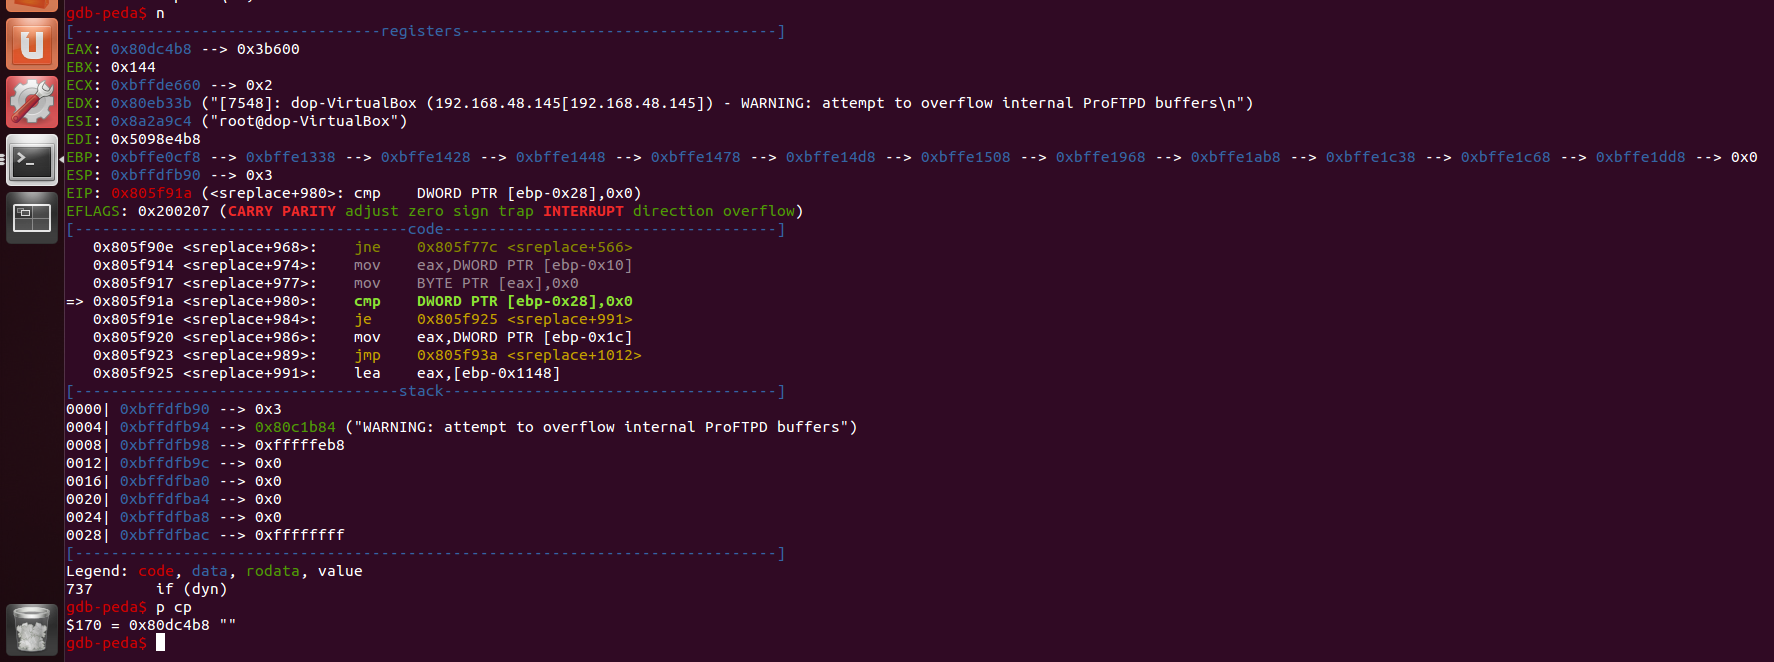 gdb-peda$ n
[----------------------------------registers-----------------------------------]
EAX: 0x80dc4b8 --> 0x3b600
EBX: 0x144
ECX: 0xbffde660 --> 0x2
EDX: 0x80eb33b ("[7548]: dop-VirtualBox (192.168.48.145[192.168.48.145]) - WARNING: attempt to overflow internal ProFTPD buffers\n")
ESI: 0x8a2a9c4 ("root@dop-VirtualBox")
EDI: 0x5098e4b8
EBP: 0xbffe0cf8 --> 0xbffe1338 --> 0xbffe1428 --> 0xbffe1448 --> 0xbffe1478 --> 0xbffe14d8 --> 0xbffe1508 --> 0xbffe1968 --> 0xbffe1ab8 --> 0xbffe1c38 --> 0xbffe1c68 --> 0xbffe1dd8 --> 0x0
ESP: 0xbffdfb90 --> 0x3
EIP: 0x805f91a (<sreplace+980>: cmp    DWORD PTR [ebp-0x28],0x0)
EFLAGS: 0x200207 (CARRY PARITY adjust zero sign trap INTERRUPT direction overflow)
[-------------------------------------code-------------------------------------]
   0x805f90e <sreplace+968>:    jne    0x805f77c <sreplace+566>
   0x805f914 <sreplace+974>:    mov    eax,DWORD PTR [ebp-0x10]
   0x805f917 <sreplace+977>:    mov    BYTE PTR [eax],0x0
=> 0x805f91a <sreplace+980>:    cmp    DWORD PTR [ebp-0x28],0x0
   0x805f91e <sreplace+984>:    je     0x805f925 <sreplace+991>
   0x805f920 <sreplace+986>:    mov    eax,DWORD PTR [ebp-0x1c]
   0x805f923 <sreplace+989>:    jmp    0x805f93a <sreplace+1012>
   0x805f925 <sreplace+991>:    lea    eax,[ebp-0x1148]
[------------------------------------stack-------------------------------------]
0000| 0xbffdfb90 --> 0x3
0004| 0xbffdfb94 --> 0x80c1b84 ("WARNING: attempt to overflow internal ProFTPD buffers")
0008| 0xbffdfb98 --> 0xfffffeb8
0012| 0xbffdfb9c --> 0x0
0016| 0xbffdfba0 --> 0x0
0020| 0xbffdfba4 --> 0x0
0024| 0xbffdfba8 --> 0x0
0028| 0xbffdfbac --> 0xffffffff
[------------------------------------------------------------------------------]
Legend: code, data, rodata, value
737       if (dyn)
gdb-peda$ p cp
$170 = 0x80dc4b8 ""
gdb-peda$